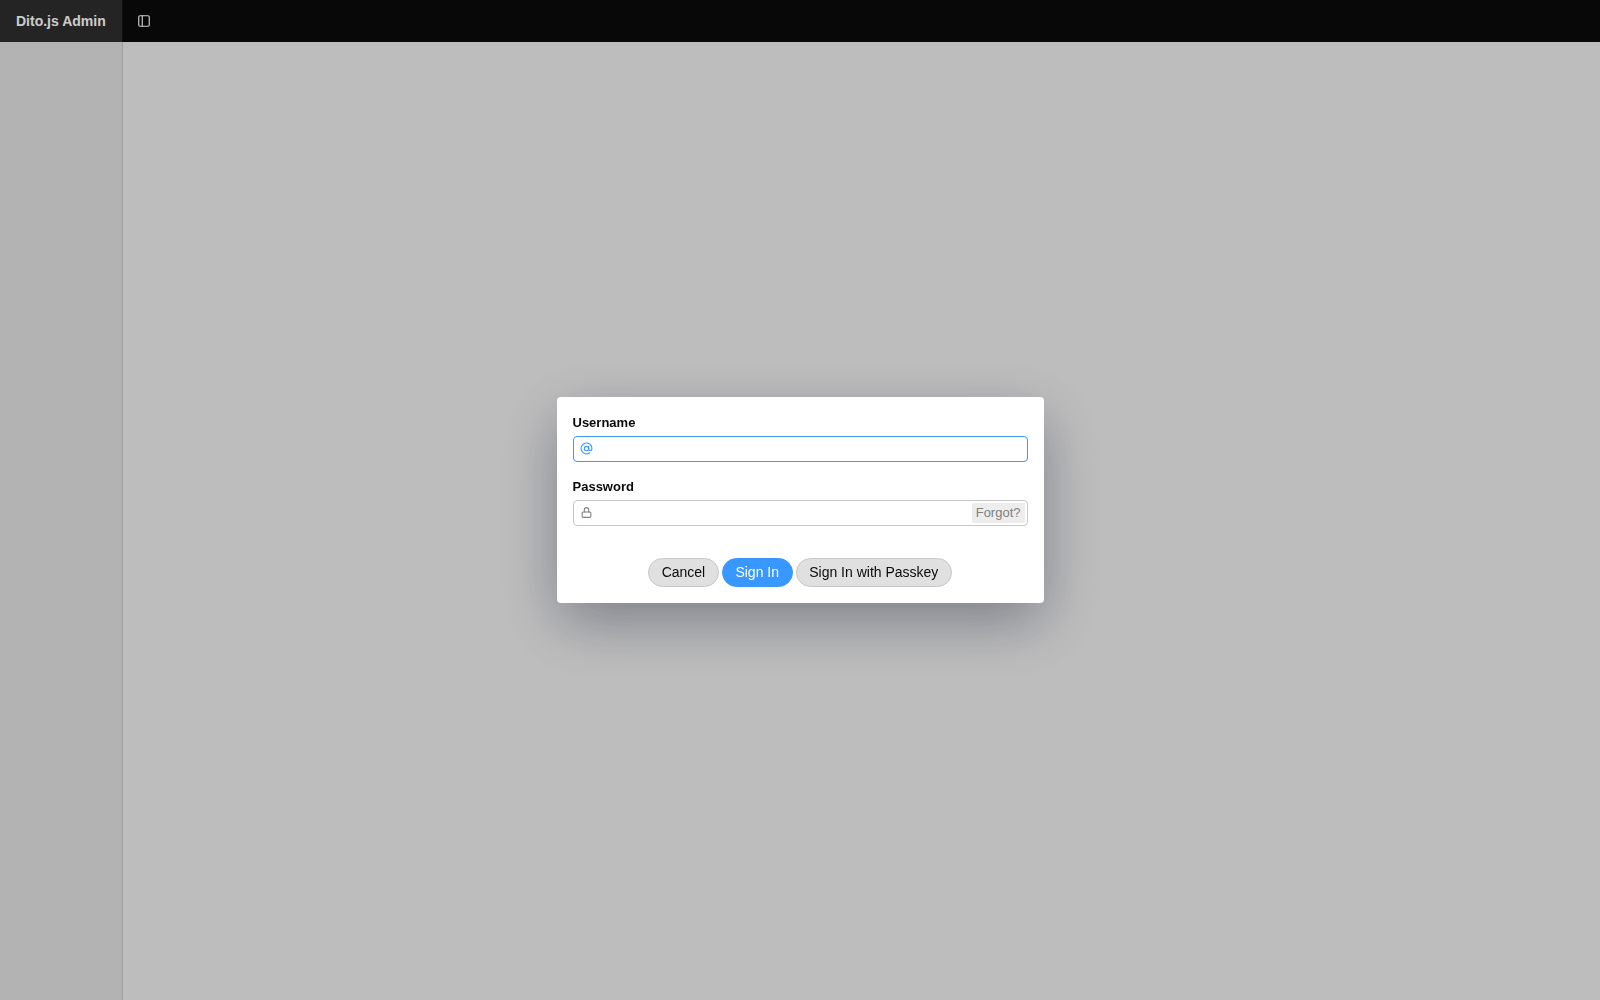 Dito.js Admin
Username
Password
Forgot?
Cancel
Sign In
Sign In with Passkey